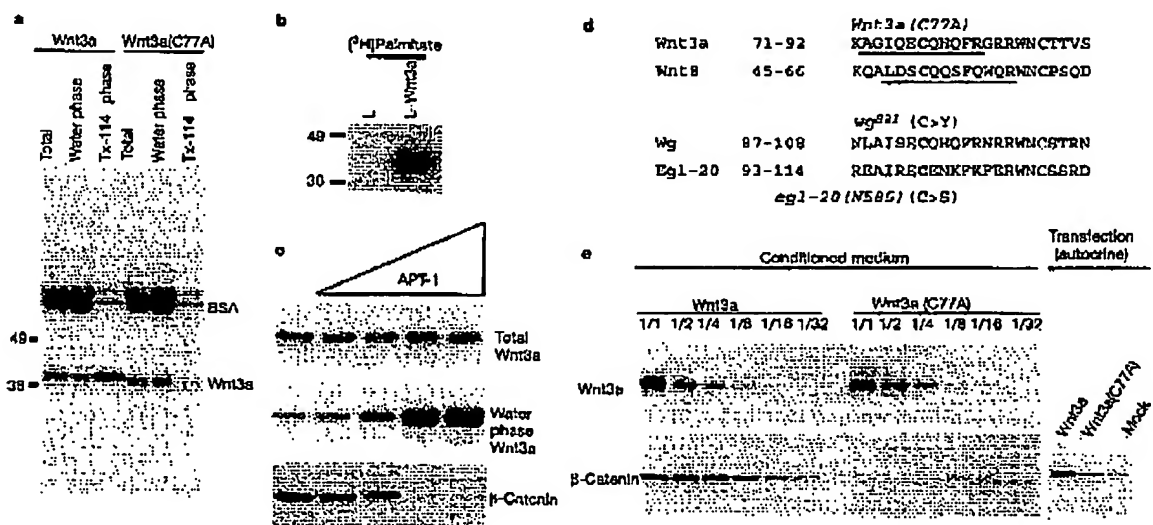 a
Wnt3a Wnt3a(C77A)
Total
Water phase
Tx-114 phase
Total
Water phase
Tx-114 phase
BSA
49
38
Wnt3a
b
[³H]Palmitate
L
L-Wnt3a
49
30
c
APT-1
Total
Wnt3a
Water
phase
Wnt3a
β-Catenin
d
Wnt3a (C77A)
Wnt3a 71-92 KAGIQECQHQFRGRRWNCTTVS
Wnt8 45-66 KQALDSCQQSFQWQRWNCPSQD
(C>Y)
Wg 87-108 NLAISECQHQFRNRRWNCSTRN
Egl-20 93-114 REAIRECENKFKFERWNCSSRD
egl-20(N585) (C>S)
e
Conditioned medium
Transfection
(autocrine)
Wnt3a Wnt3a (C77A)
1/1 1/2 1/4 1/8 1/16 1/32 1/1 1/2 1/4 1/8 1/16 1/32
Wnt3a
Wnt3a
Wnt3a(C77A)
Mock
β-Catenin